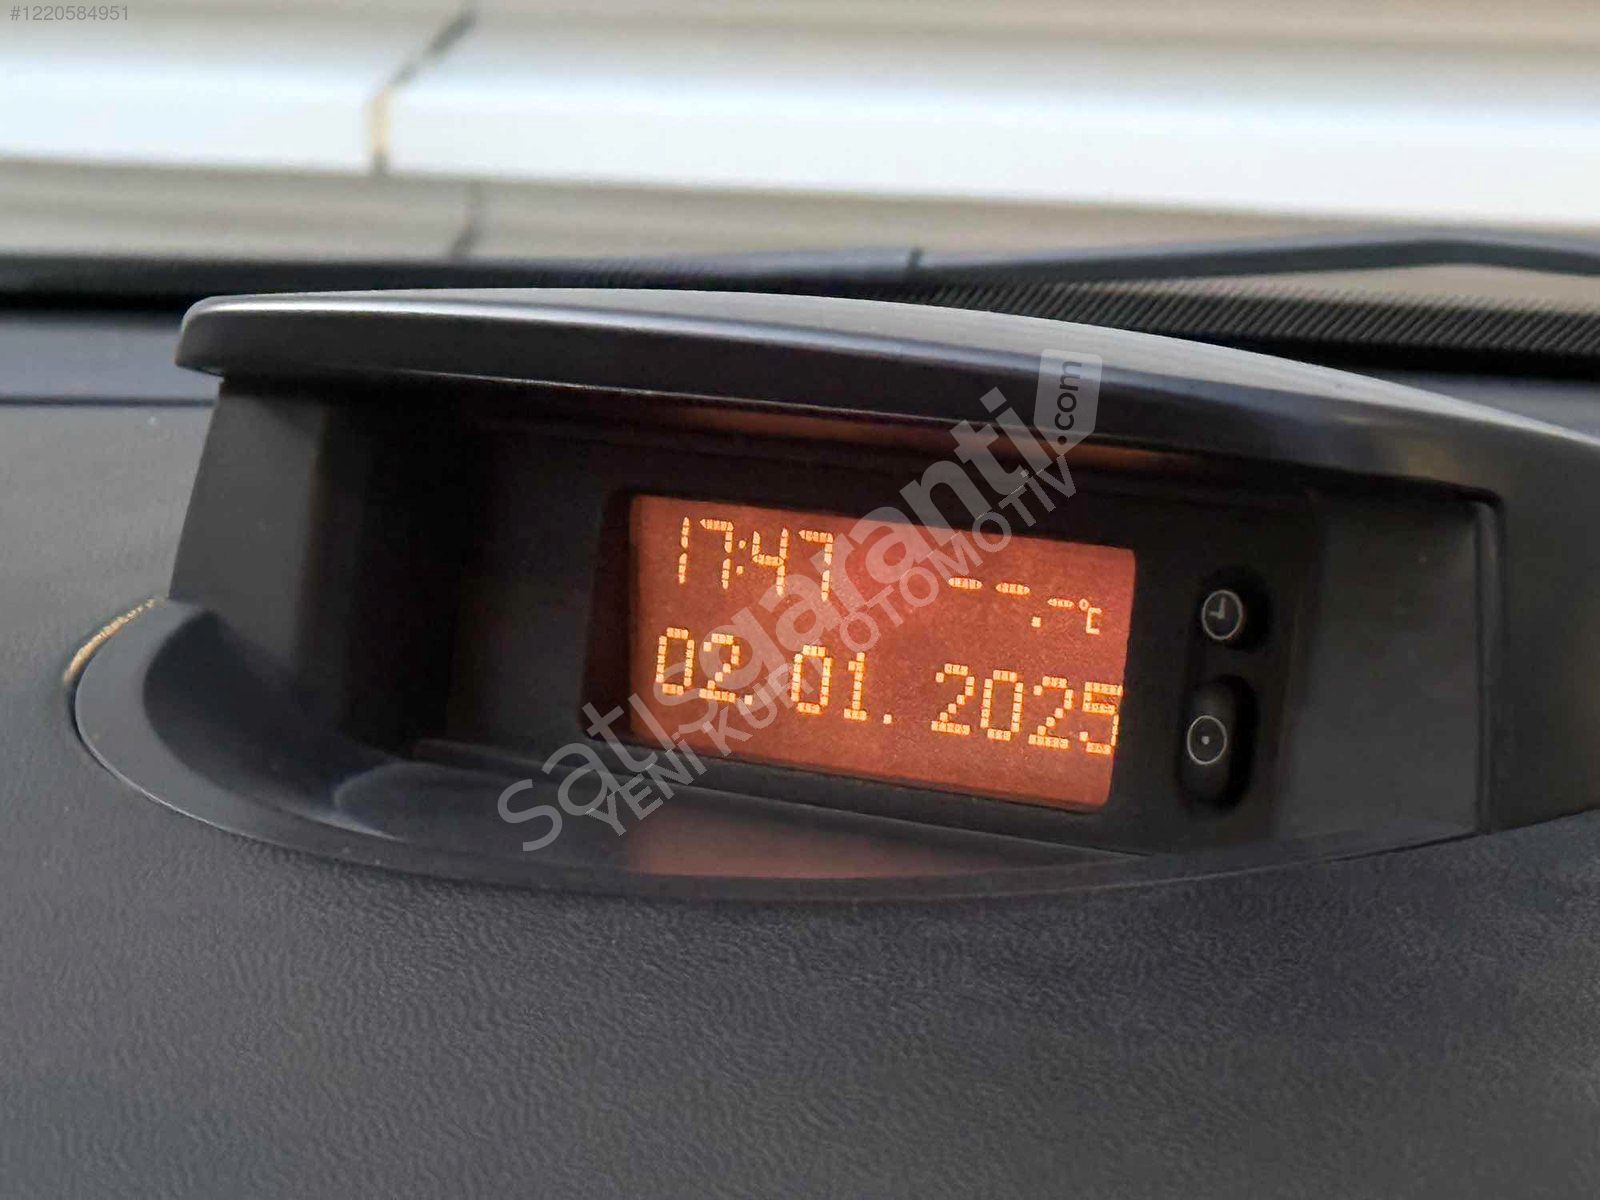 #1220584951
satisgaranti.com
YENİ KURT OTOMOTİV
17:47 --.-°C
02.01.2025